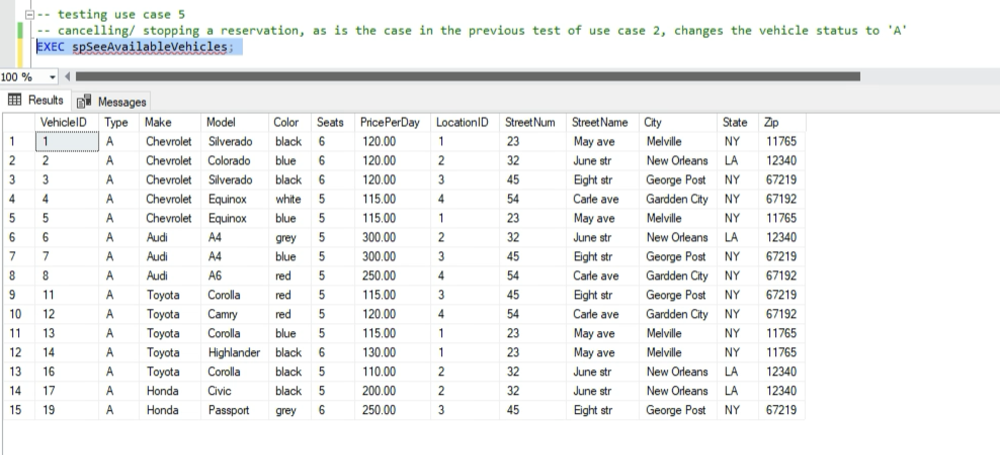 -- testing use case 5
-- cancelling/ stopping a reservation, as is the case in the previous test of use case 2, changes the vehicle status to 'A'
EXEC spSeeAvailableVehicles;
100 %
Results Messages
VehicleID Type Make Model Color Seats PricePerDay LocationID StreetNum StreetName City State Zip
1 1 A Chevrolet Silverado black 6 120.00 1 23 May ave Melville NY 11765
2 2 A Chevrolet Colorado blue 6 120.00 2 32 June str New Orleans LA 12340
3 3 A Chevrolet Silverado black 6 120.00 3 45 Eight str George Post NY 67219
4 4 A Chevrolet Equinox white 5 115.00 4 54 Carle ave Gardden City NY 67192
5 5 A Chevrolet Equinox blue 5 115.00 1 23 May ave Melville NY 11765
6 6 A Audi A4 grey 5 300.00 2 32 June str New Orleans LA 12340
7 7 A Audi A4 blue 5 300.00 3 45 Eight str George Post NY 67219
8 8 A Audi A6 red 5 250.00 4 54 Carle ave Gardden City NY 67192
9 11 A Toyota Corolla red 5 115.00 3 45 Eight str George Post NY 67219
10 12 A Toyota Camry red 5 120.00 4 54 Carle ave Gardden City NY 67192
11 13 A Toyota Corolla blue 5 115.00 1 23 May ave Melville NY 11765
12 14 A Toyota Highlander black 6 130.00 1 23 May ave Melville NY 11765
13 16 A Toyota Corolla black 5 110.00 2 32 June str New Orleans LA 12340
14 17 A Honda Civic black 5 200.00 2 32 June str New Orleans LA 12340
15 19 A Honda Passport grey 6 250.00 3 45 Eight str George Post NY 67219